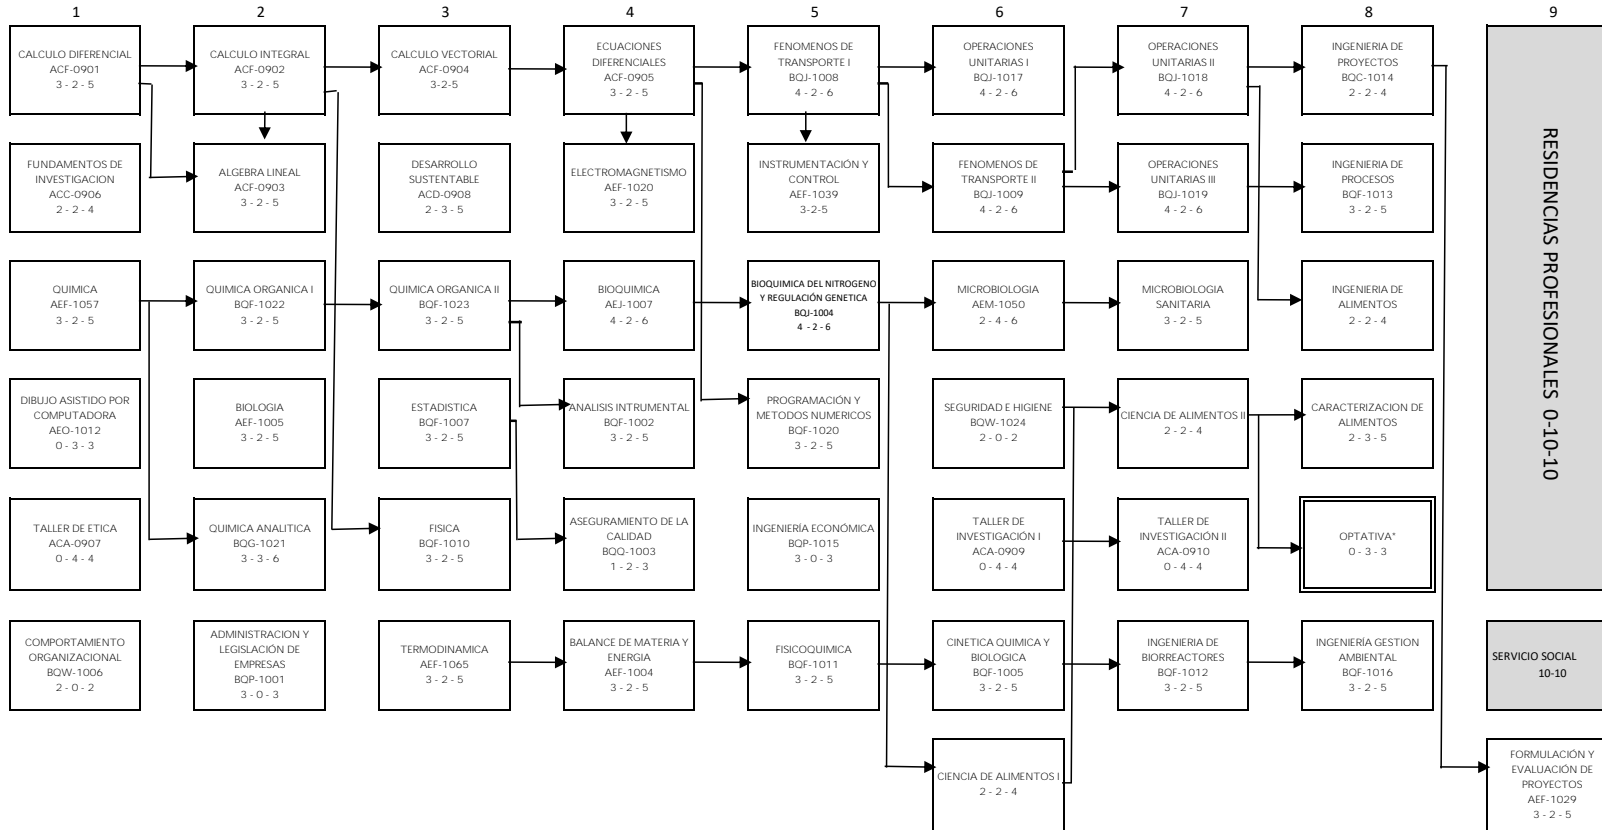 1
2
3
4
5
6
7
8
9
CALCULO DIFERENCIAL
ACF-0901
3 - 2 - 5
CALCULO INTEGRAL
ACF-0902
3 - 2 - 5
CALCULO VECTORIAL
ACF-0904
3-2-5
ECUACIONES
DIFERENCIALES
ACF-0905
3 - 2 - 5
FENOMENOS DE
TRANSPORTE I
BQJ-1008
4 - 2 - 6
OPERACIONES
UNITARIAS I
BQJ-1017
4 - 2 - 6
OPERACIONES
UNITARIAS II
BQJ-1018
4 - 2 - 6
INGENIERIA DE
PROYECTOS
BQC-1014
2 - 2 - 4
RESIDENCIAS PROFESIONALES 0-10-10
FUNDAMENTOS DE
INVESTIGACION
ACC-0906
2 - 2 - 4
ALGEBRA LINEAL
ACF-0903
3 - 2 - 5
DESARROLLO
SUSTENTABLE
ACD-0908
2 - 3 - 5
ELECTROMAGNETISMO
AEF-1020
3 - 2 - 5
INSTRUMENTACIÓN Y
CONTROL
AEF-1039
3-2-5
FENOMENOS DE
TRANSPORTE II
BQJ-1009
4 - 2 - 6
OPERACIONES
UNITARIAS III
BQJ-1019
4 - 2 - 6
INGENIERIA DE
PROCESOS
BQF-1013
3 - 2 - 5
QUIMICA
AEF-1057
3 - 2 - 5
QUIMICA ORGANICA I
BQF-1022
3 - 2 - 5
QUIMICA ORGANICA II
BQF-1023
3 - 2 - 5
BIOQUIMICA
AEJ-1007
4 - 2 - 6
BIOQUIMICA DEL NITROGENO
Y REGULACIÓN GENETICA
BQJ-1004
4 - 2 - 6
MICROBIOLOGIA
AEM-1050
2 - 4 - 6
MICROBIOLOGIA
SANITARIA
3 - 2 - 5
INGENIERIA DE
ALIMENTOS
2 - 2 - 4
DIBUJO ASISTIDO POR
COMPUTADORA
AEO-1012
0 - 3 - 3
BIOLOGIA
AEF-1005
3 - 2 - 5
ESTADISTICA
BQF-1007
3 - 2 - 5
ANALISIS INTRUMENTAL
BQF-1002
3 - 2 - 5
PROGRAMACIÓN Y
METODOS NUMERICOS
BQF-1020
3 - 2 - 5
SEGURIDAD E HIGIENE
BQW-1024
2 - 0 - 2
CIENCIA DE ALIMENTOS II
2 - 2 - 4
CARACTERIZACION DE
ALIMENTOS
2 - 3 - 5
TALLER DE ETICA
ACA-0907
0 - 4 - 4
QUIMICA ANALITICA
BQG-1021
3 - 3 - 6
FISICA
BQF-1010
3 - 2 - 5
ASEGURAMIENTO DE LA
CALIDAD
BQQ-1003
1 - 2 - 3
INGENIERÍA ECONÓMICA
BQP-1015
3 - 0 - 3
TALLER DE
INVESTIGACIÓN I
ACA-0909
0 - 4 - 4
TALLER DE
INVESTIGACIÓN II
ACA-0910
0 - 4 - 4
OPTATIVA*
0 - 3 - 3
COMPORTAMIENTO
ORGANIZACIONAL
BQW-1006
2 - 0 - 2
ADMINISTRACION Y
LEGISLACIÓN DE
EMPRESAS
BQP-1001
3 - 0 - 3
TERMODINAMICA
AEF-1065
3 - 2 - 5
BALANCE DE MATERIA Y
ENERGIA
AEF-1004
3 - 2 - 5
FISICOQUIMICA
BQF-1011
3 - 2 - 5
CINETICA QUIMICA Y
BIOLOGICA
BQF-1005
3 - 2 - 5
INGENIERIA DE
BIORREACTORES
BQF-1012
3 - 2 - 5
INGENIERÍA GESTION
AMBIENTAL
BQF-1016
3 - 2 - 5
SERVICIO SOCIAL
10-10
CIENCIA DE ALIMENTOS I
2 - 2 - 4
FORMULACIÓN Y
EVALUACIÓN DE
PROYECTOS
AEF-1029
3 - 2 - 5